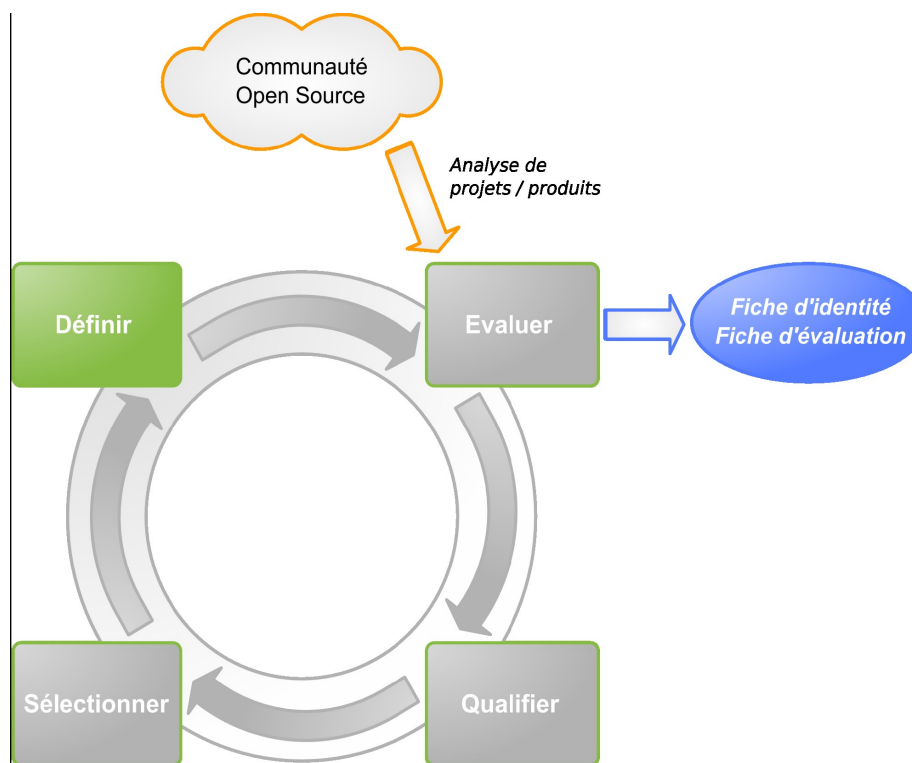 Communauté
Open Source
Analyse de
projets / produits
Définir
Evaluer
Fiche d'identité
Fiche d'évaluation
Sélectionner
Qualifier